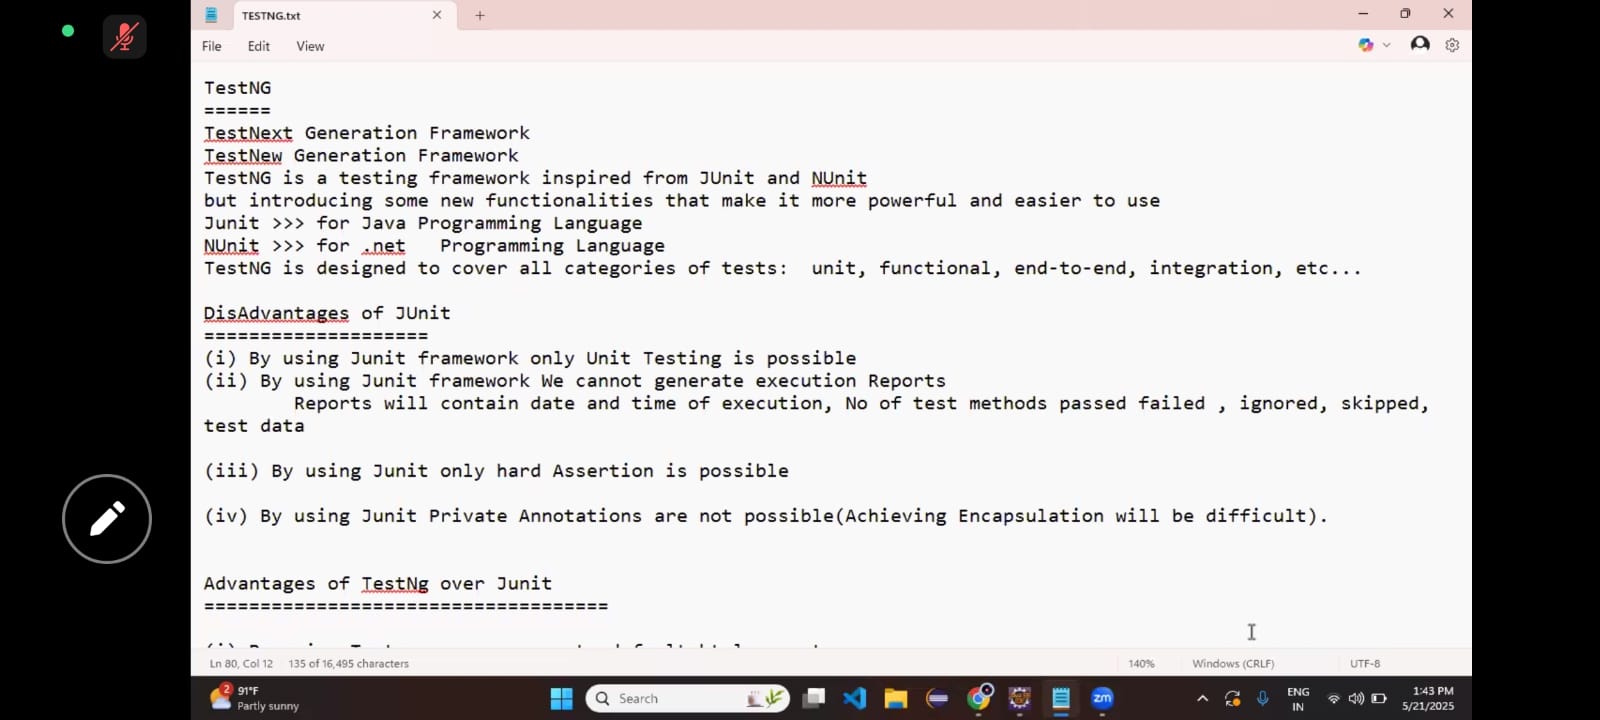 TESTNG.txt
File Edit View
TestNG
======
TestNext Generation Framework
TestNew Generation Framework
TestNG is a testing framework inspired from JUnit and NUnit
but introducing some new functionalities that make it more powerful and easier to use
Junit >>> for Java Programming Language
NUnit >>> for .net   Programming Language
TestNG is designed to cover all categories of tests:  unit, functional, end-to-end, integration, etc...
DisAdvantages of JUnit
====================
(i) By using Junit framework only Unit Testing is possible
(ii) By using Junit framework We cannot generate execution Reports
Reports will contain date and time of execution, No of test methods passed failed , ignored, skipped,
test data
(iii) By using Junit only hard Assertion is possible
(iv) By using Junit Private Annotations are not possible(Achieving Encapsulation will be difficult).
Advantages of TestNg over Junit
====================================
Ln 80, Col 12 135 of 16,495 characters 140% Windows (CRLF) UTF-8
2 91°F
Partly sunny
Search
zm
ENG
IN
1:43 PM
5/21/2025